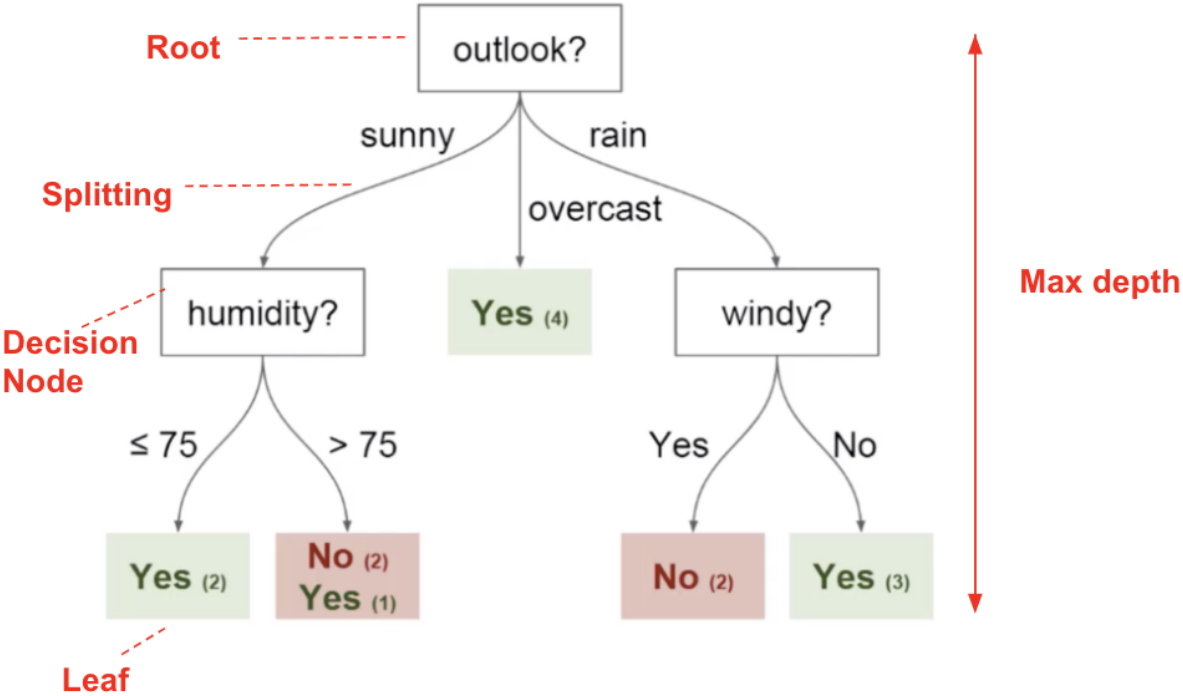 Root
outlook?
sunny
rain
Splitting
overcast
Max depth
humidity?
Yes (4)
windy?
Decision
Node
≤ 75
> 75
Yes
No
Yes (2)
No (2)
Yes (1)
No (2)
Yes (3)
Leaf